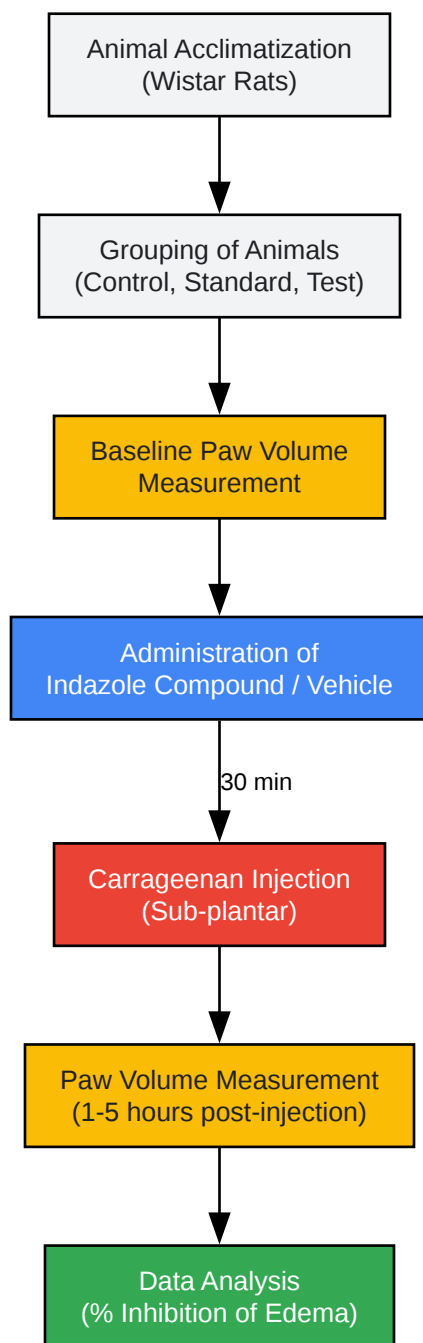 Animal Acclimatization
(Wistar Rats)
Grouping of Animals
(Control, Standard, Test)
Baseline Paw Volume
Measurement
Administration of
Indazole Compound / Vehicle
30 min
Carrageenan Injection
(Sub-plantar)
Paw Volume Measurement
(1-5 hours post-injection)
Data Analysis
(% Inhibition of Edema)